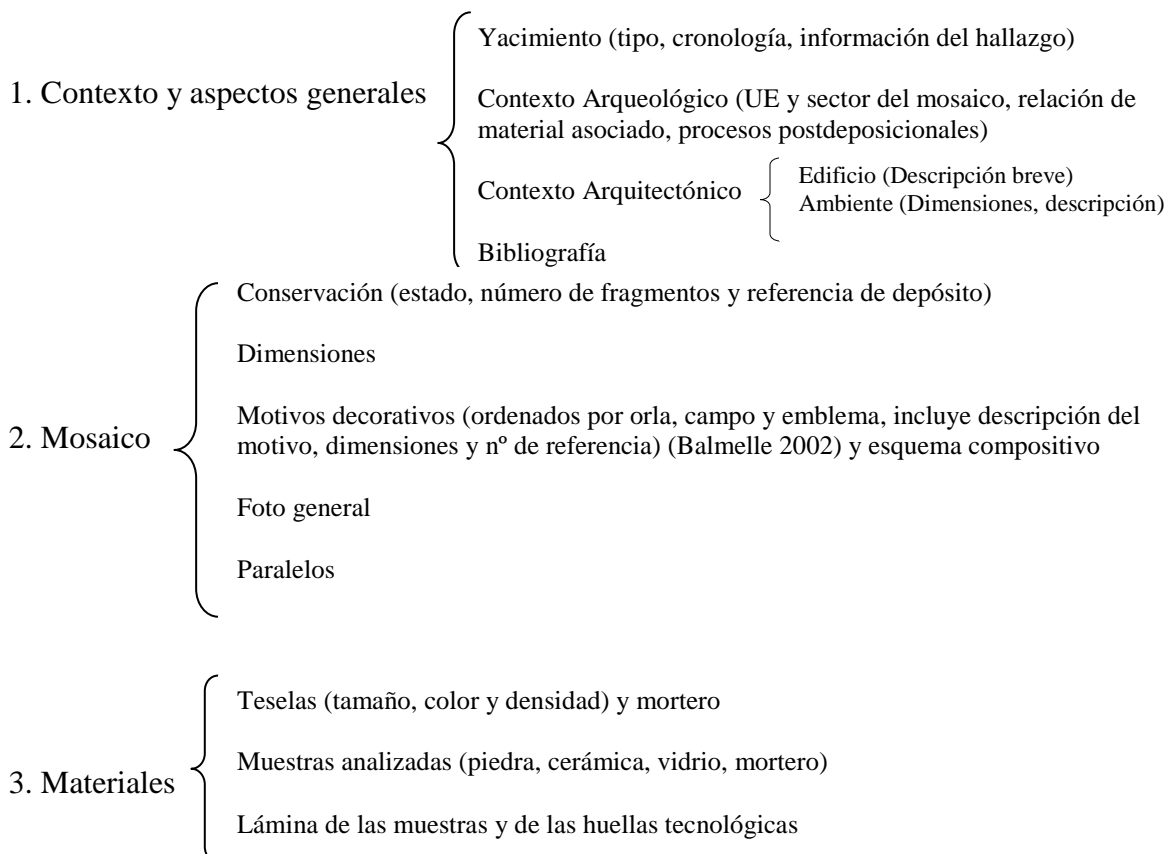 1. Contexto y aspectos generales
Yacimiento (tipo, cronología, información del hallazgo)
Contexto Arqueológico (UE y sector del mosaico, relación de
material asociado, procesos postdeposicionales)
Contexto Arquitectónico
Edificio (Descripción breve)
Ambiente (Dimensiones, descripción)
Bibliografía
2. Mosaico
Conservación (estado, número de fragmentos y referencia de depósito)
Dimensiones
Motivos decorativos (ordenados por orla, campo y emblema, incluye descripción del
motivo, dimensiones y nº de referencia) (Balmelle 2002) y esquema compositivo
Foto general
Paralelos
3. Materiales
Teselas (tamaño, color y densidad) y mortero
Muestras analizadas (piedra, cerámica, vidrio, mortero)
Lámina de las muestras y de las huellas tecnológicas